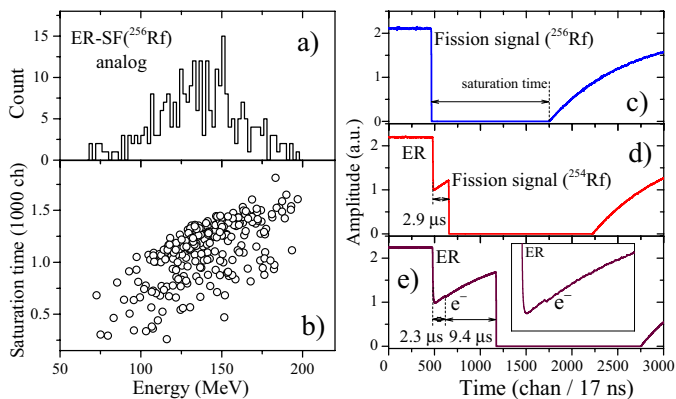 ER-SF(²⁵⁶Rf)
analog
a)
Count
15
10
5
0
b)
Saturation time (1000 ch)
1.5
1.0
0.5
50 75 100 125 150 175 200
Energy (MeV)
Amplitude (a.u.)
Fission signal (²⁵⁶Rf)
saturation time
c)
2
1
0
ER
d)
Fission signal (²⁵⁴Rf)
2.9 μs
2
1
0
e)
ER
e⁻
2.3 μs 9.4 μs
ER
e⁻
2
1
0
0 500 1000 1500 2000 2500 3000
Time (chan / 17 ns)